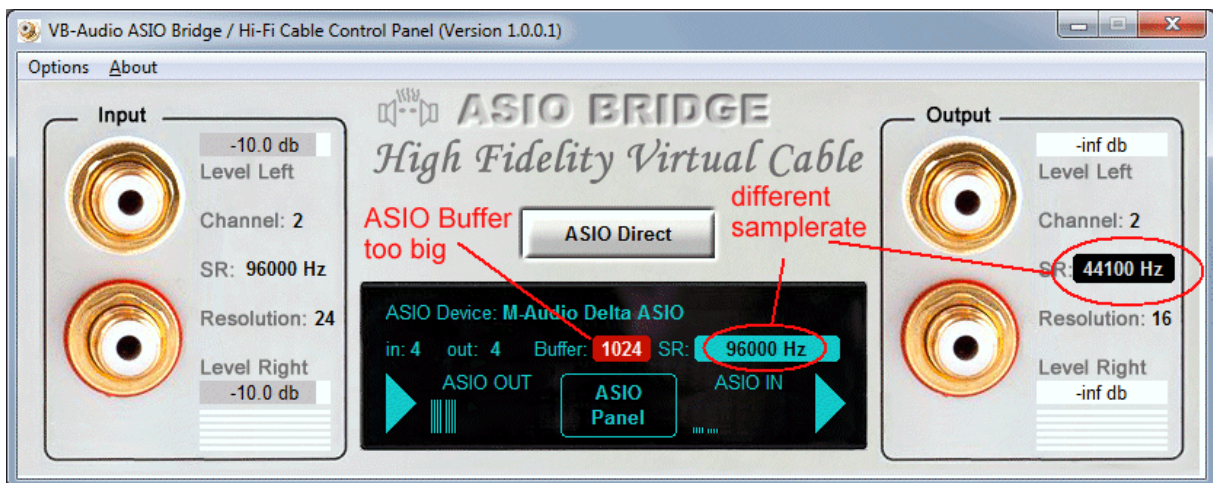 VB-Audio ASIO Bridge / Hi-Fi Cable Control Panel (Version 1.0.0.1)
Options About
Input
-10.0 db
Level Left
Channel: 2
SR: 96000 Hz
Resolution: 24
Level Right
-10.0 db
ASIO BRIDGE
High Fidelity Virtual Cable
ASIO Buffer
too big
different
samplerate
ASIO Direct
ASIO Device: M-Audio Delta ASIO
in: 4 out: 4 Buffer: 1024 SR: 96000 Hz
ASIO OUT
ASIO
Panel
ASIO IN
Output
-inf db
Level Left
Channel: 2
SR: 44100 Hz
Resolution: 16
Level Right
-inf db